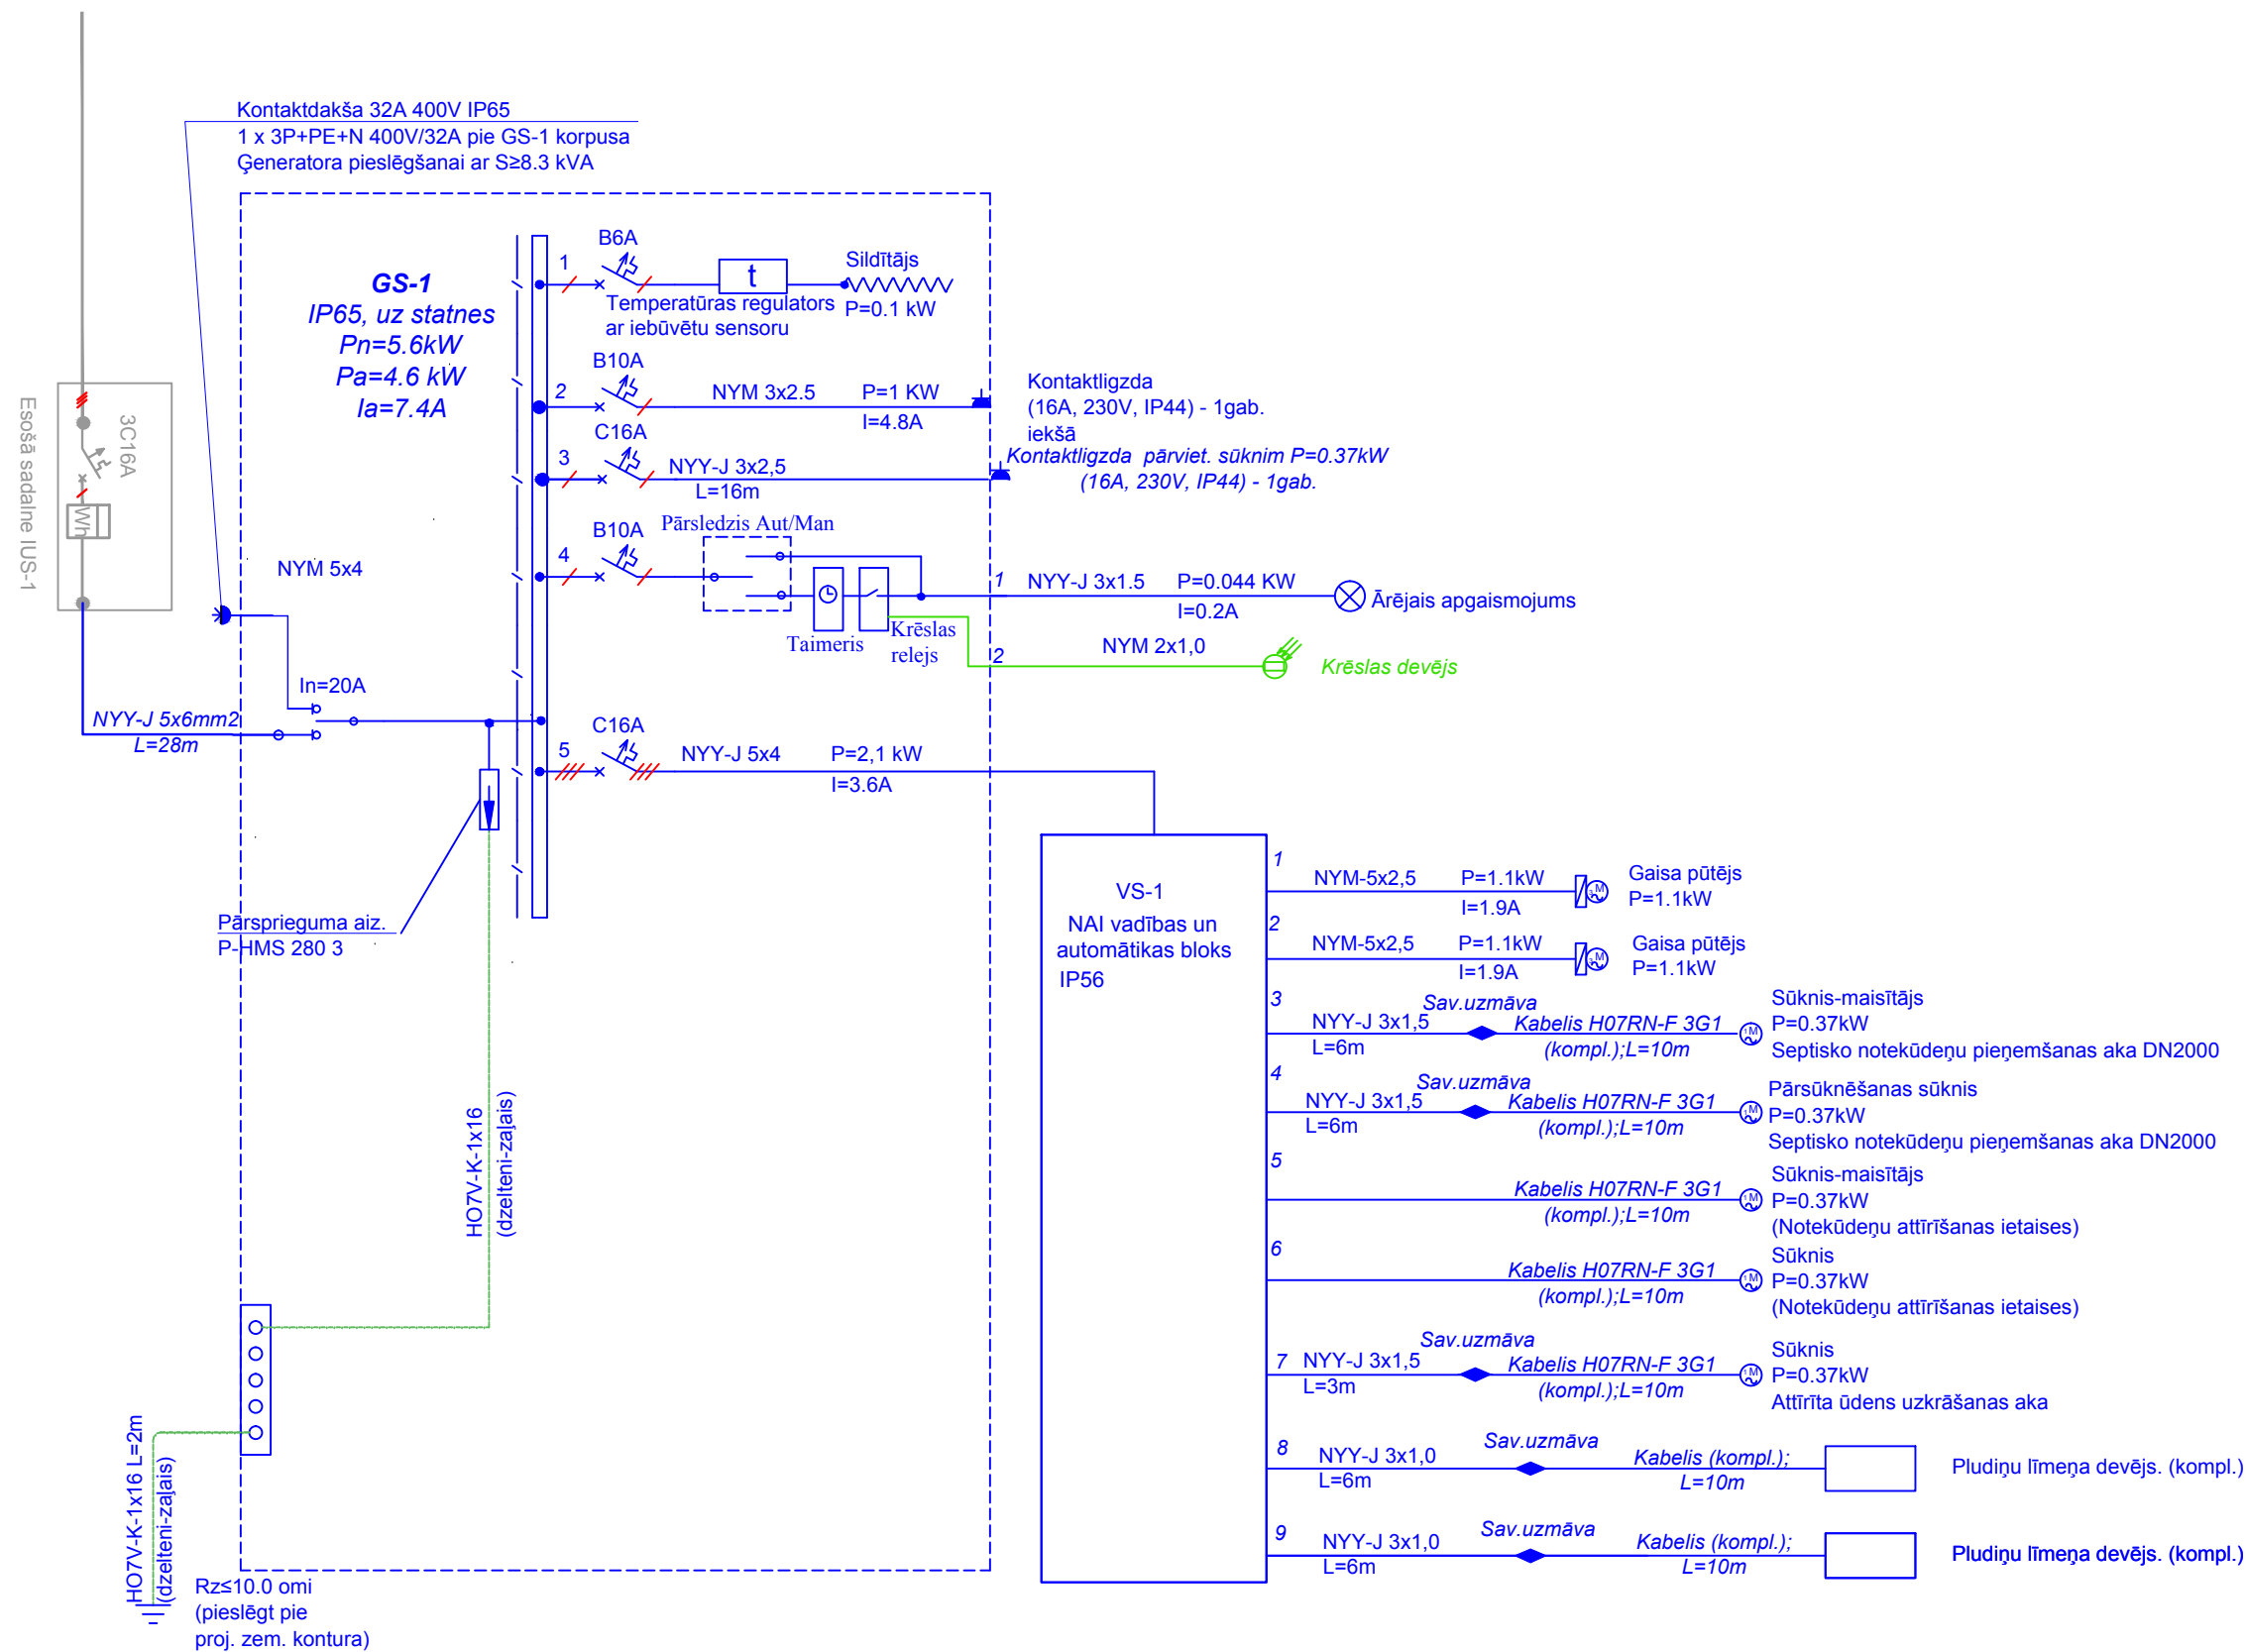 Kontaktdakša 32A 400V IP65
1 x 3P+PE+N 400V/32A pie GS-1 korpusa
Ģeneratora pieslēgšanai ar S≥8.3 kVA
Esošā sadalne IUS-1
3C16A
Wh
GS-1
IP65, uz statnes
Pn=5.6kW
Pa=4.6 kW
Ia=7.4A
NYM 5x4
In=20A
NYY-J 5x6mm2
L=28m
Pārsprieguma aiz.
P-HMS 280 3
HO7V-K-1x16
(dzelteni-zaļais)
HO7V-K-1x16 L=2m
(dzelteni-zaļais)
Rz≤10.0 omi
(pieslēgt pie
proj. zem. kontura)
1
B6A
t
Temperatūras regulators
ar iebūvētu sensoru
Sildītājs
P=0.1 kW
2
B10A
NYM 3x2.5
P=1 KW
I=4.8A
Kontaktligzda
(16A, 230V, IP44) - 1gab.
iekšā
3
C16A
NYY-J 3x2,5
L=16m
Kontaktligzda pārviet. sūknim P=0.37kW
(16A, 230V, IP44) - 1gab.
4
B10A
Pārsledzis Aut/Man
Taimeris
Krēslas
relejs
1
NYY-J 3x1.5
P=0.044 KW
I=0.2A
Ārējais apgaismojums
2
NYM 2x1,0
Krēslas devējs
5
C16A
NYY-J 5x4
P=2,1 kW
I=3.6A
VS-1
NAI vadības un
automātikas bloks
IP56
1
NYM-5x2,5
P=1.1kW
I=1.9A
3 M
Gaisa pūtējs
P=1.1kW
2
NYM-5x2,5
P=1.1kW
I=1.9A
3 M
Gaisa pūtējs
P=1.1kW
3
NYY-J 3x1,5
L=6m
Sav.uzmāva
Kabelis H07RN-F 3G1
(kompl.);L=10m
1 M
Sūknis-maisītājs
P=0.37kW
Septisko notekūdeņu pieņemšanas aka DN2000
4
NYY-J 3x1,5
L=6m
Sav.uzmāva
Kabelis H07RN-F 3G1
(kompl.);L=10m
1 M
Pārsūknēšanas sūknis
P=0.37kW
Septisko notekūdeņu pieņemšanas aka DN2000
5
Kabelis H07RN-F 3G1
(kompl.);L=10m
1 M
Sūknis-maisītājs
P=0.37kW
(Notekūdeņu attīrīšanas ietaises)
6
Kabelis H07RN-F 3G1
(kompl.);L=10m
1 M
Sūknis
P=0.37kW
(Notekūdeņu attīrīšanas ietaises)
7
NYY-J 3x1,5
L=3m
Sav.uzmāva
Kabelis H07RN-F 3G1
(kompl.);L=10m
1 M
Sūknis
P=0.37kW
Attīrīta ūdens uzkrāšanas aka
8
NYY-J 3x1,0
L=6m
Sav.uzmāva
Kabelis (kompl.);
L=10m
Pludiņu līmeņa devējs. (kompl.)
9
NYY-J 3x1,0
L=6m
Sav.uzmāva
Kabelis (kompl.);
L=10m
Pludiņu līmeņa devējs. (kompl.)